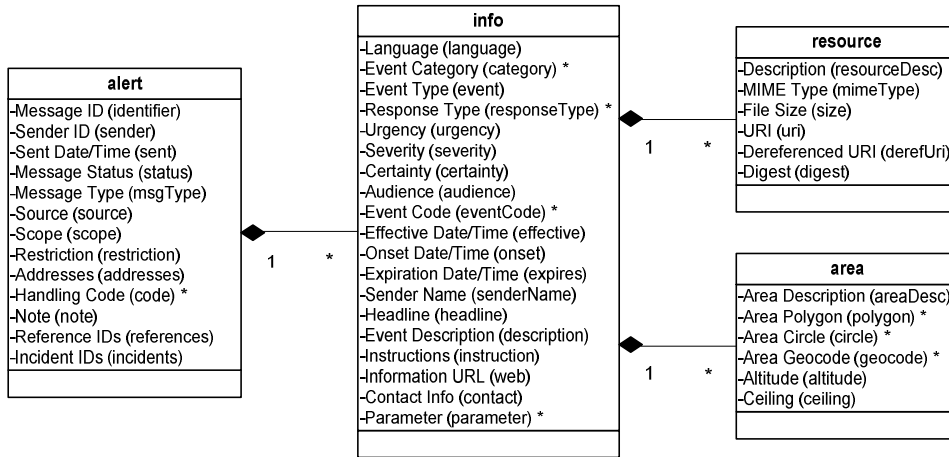 alert
-Message ID (identifier)
-Sender ID (sender)
-Sent Date/Time (sent)
-Message Status (status)
-Message Type (msgType)
-Source (source)
-Scope (scope)
-Restriction (restriction)
-Addresses (addresses)
-Handling Code (code) *
-Note (note)
-Reference IDs (references)
-Incident IDs (incidents)
1 *
info
-Language (language)
-Event Category (category) *
-Event Type (event)
-Response Type (responseType) *
-Urgency (urgency)
-Severity (severity)
-Certainty (certainty)
-Audience (audience)
-Event Code (eventCode) *
-Effective Date/Time (effective)
-Onset Date/Time (onset)
-Expiration Date/Time (expires)
-Sender Name (senderName)
-Headline (headline)
-Event Description (description)
-Instructions (instruction)
-Information URL (web)
-Contact Info (contact)
-Parameter (parameter) *
1 *
resource
-Description (resourceDesc)
-MIME Type (mimeType)
-File Size (size)
-URI (uri)
-Dereferenced URI (derefUri)
-Digest (digest)
1 *
area
-Area Description (areaDesc)
-Area Polygon (polygon) *
-Area Circle (circle) *
-Area Geocode (geocode) *
-Altitude (altitude)
-Ceiling (ceiling)